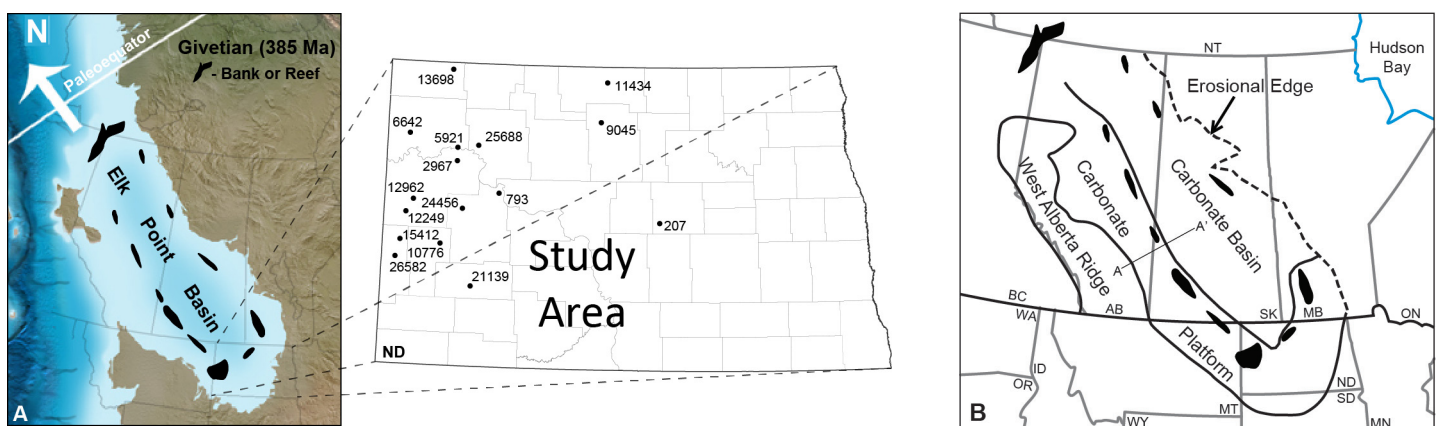 N
Paleoequator
Givetian (385 Ma)
- Bank or Reef
Elk
Point
Basin
A
13698
11434
6642
5921
25688
9045
2967
12962
24456
793
12249
207
15412
10776
26582
21139
Study
Area
ND
NT
Hudson
Bay
Erosional Edge
West Alberta Ridge
Carbonate
Carbonate Basin
A'
A
BC
AB
SK
MB
ON
WA
Platform
ID
OR
ND
SD
MT
WY
MN
B